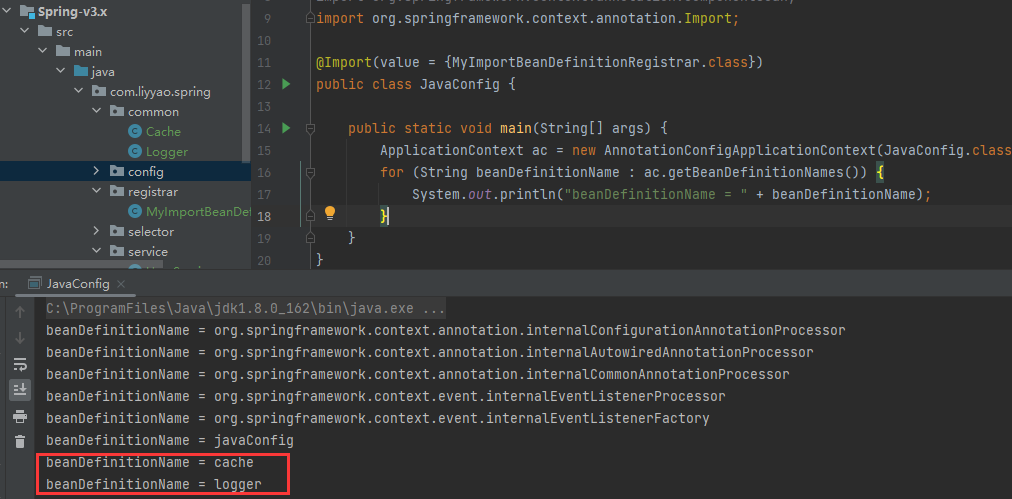 Spring-v3.x
src
main
java
com.liyyao.spring
common
Cache
Logger
config
registrar
MyImportBeanDef
selector
service
9 import org.springframework.context.annotation.Import;
10
11 @Import(value = {MyImportBeanDefinitionRegistrar.class})
12 public class JavaConfig {
13
14 public static void main(String[] args) {
15 ApplicationContext ac = new AnnotationConfigApplicationContext(JavaConfig.class
16 for (String beanDefinitionName : ac.getBeanDefinitionNames()) {
17 System.out.println("beanDefinitionName = " + beanDefinitionName);
18 }
19 }
20 }
n: JavaConfig
C:\ProgramFiles\Java\jdk1.8.0_162\bin\java.exe ...
beanDefinitionName = org.springframework.context.annotation.internalConfigurationAnnotationProcessor
beanDefinitionName = org.springframework.context.annotation.internalAutowiredAnnotationProcessor
beanDefinitionName = org.springframework.context.annotation.internalCommonAnnotationProcessor
beanDefinitionName = org.springframework.context.event.internalEventListenerProcessor
beanDefinitionName = org.springframework.context.event.internalEventListenerFactory
beanDefinitionName = javaConfig
beanDefinitionName = cache
beanDefinitionName = logger